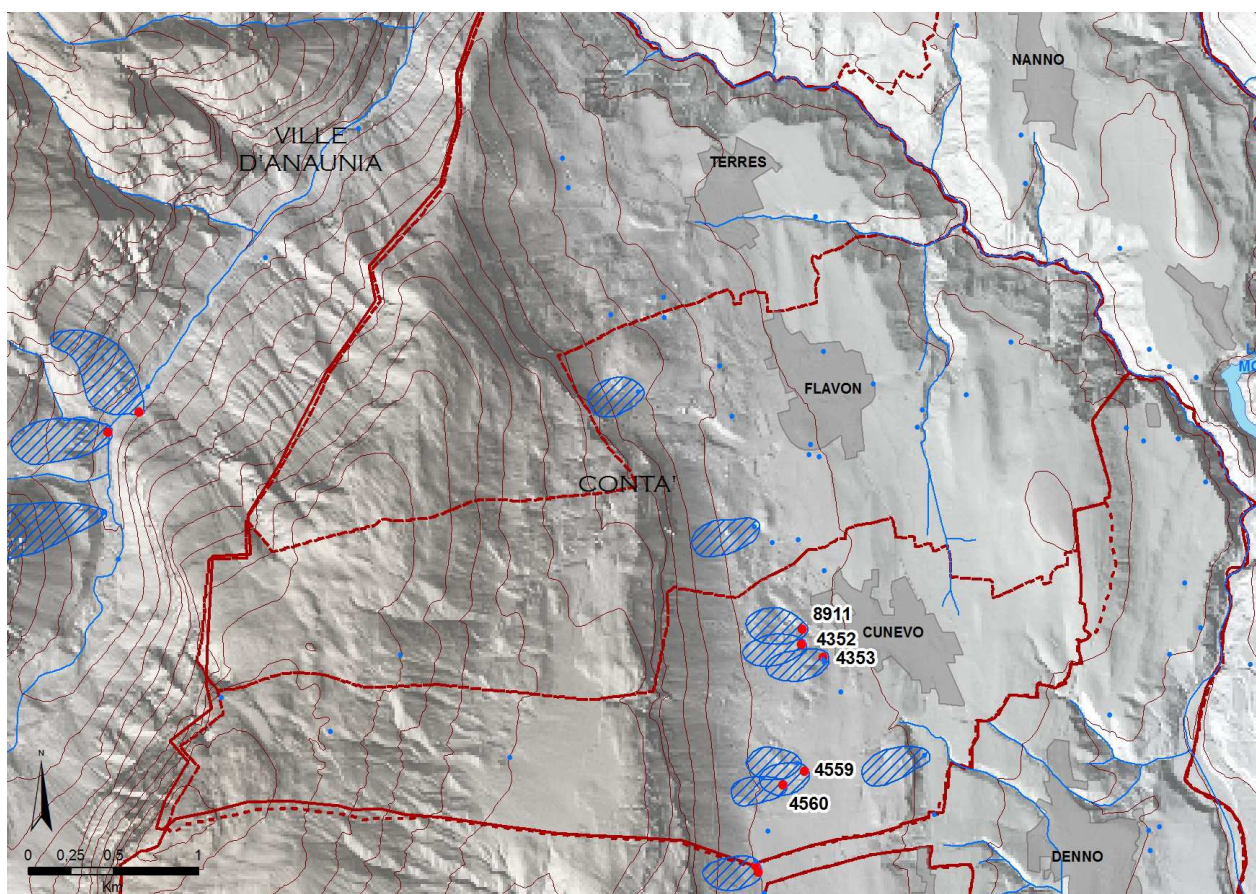 NANNO
VILLE
D'ANAUNIA
TERRES
L
MO
FLAVON
CONTA'
8911
4352
CUNEVO
4353
4559
4560
N
DENNO
0 0,25 0,5 1
Km